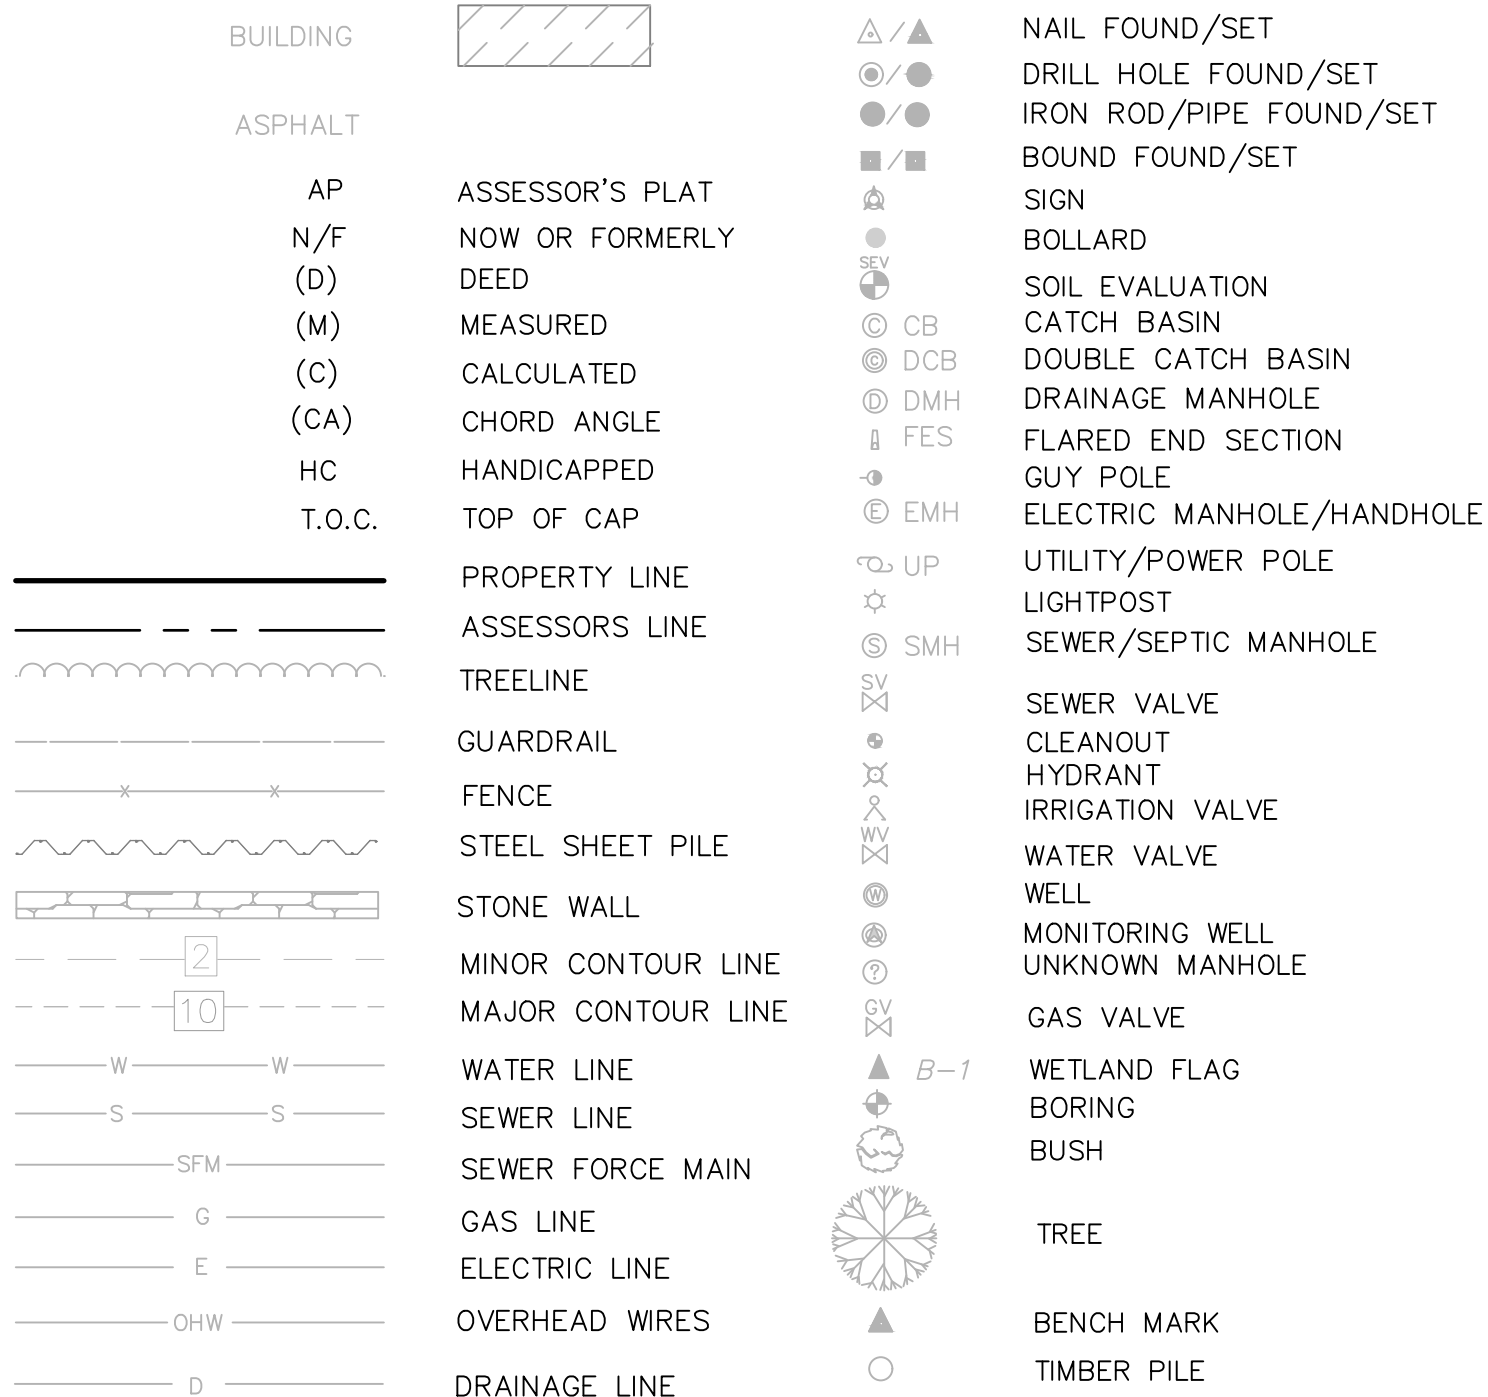 BUILDING
ASPHALT
AP ASSESSOR'S PLAT
N/F NOW OR FORMERLY
(D) DEED
(M) MEASURED
(C) CALCULATED
(CA) CHORD ANGLE
HC HANDICAPPED
T.O.C. TOP OF CAP
PROPERTY LINE
ASSESSORS LINE
TREELINE
GUARDRAIL
X X FENCE
STEEL SHEET PILE
STONE WALL
2 MINOR CONTOUR LINE
10 MAJOR CONTOUR LINE
W W WATER LINE
S S SEWER LINE
SFM SEWER FORCE MAIN
G GAS LINE
E ELECTRIC LINE
OHW OVERHEAD WIRES
D DRAINAGE LINE
/ NAIL FOUND/SET
/ DRILL HOLE FOUND/SET
/ IRON ROD/PIPE FOUND/SET
/ BOUND FOUND/SET
SIGN
BOLLARD
SEV
SOIL EVALUATION
C CB CATCH BASIN
C DCB DOUBLE CATCH BASIN
D DMH DRAINAGE MANHOLE
FES FLARED END SECTION
GUY POLE
E EMH ELECTRIC MANHOLE/HANDHOLE
UP UTILITY/POWER POLE
LIGHTPOST
S SMH SEWER/SEPTIC MANHOLE
SV
SEWER VALVE
CLEANOUT
HYDRANT
IRRIGATION VALVE
WV
WATER VALVE
W WELL
MONITORING WELL
? UNKNOWN MANHOLE
GV
GAS VALVE
B-1 WETLAND FLAG
BORING
BUSH
TREE
BENCH MARK
TIMBER PILE